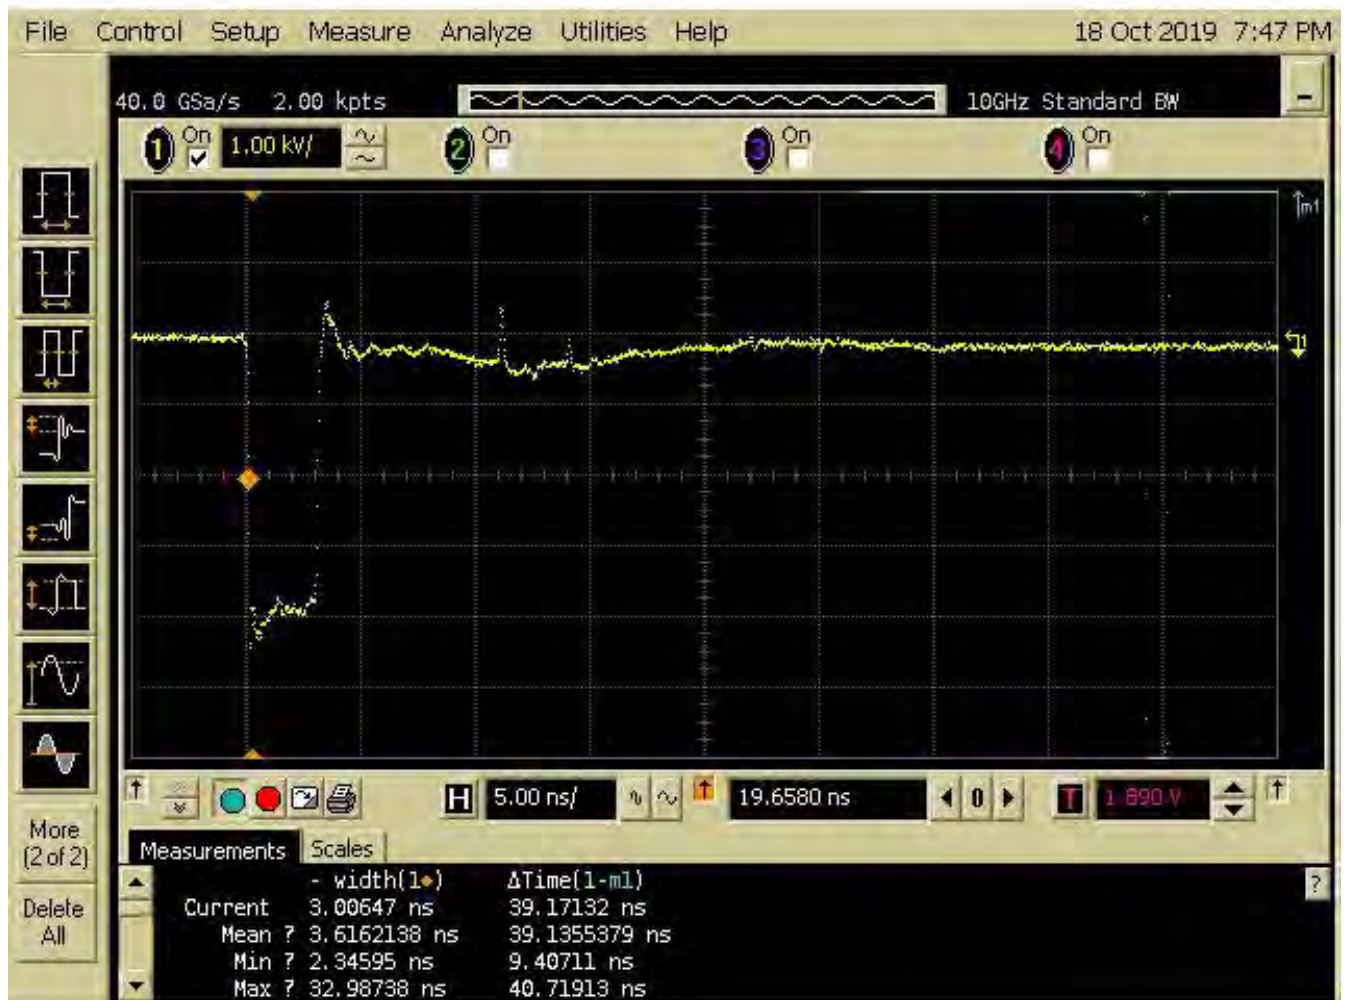 File Control Setup Measure Analyze Utilities Help 18 Oct 2019 7:47 PM
40.0 GSa/s 2.00 kpts 10GHz Standard BW
1 On 1.00 kV/ 2 On 3 On 4 On
m1
1
H 5.00 ns/ 19.6580 ns 0 T 1.890 V
More
(2 of 2)
Delete
All
Measurements Scales
- width(1) ΔTime(1-m1)
Current 3.00647 ns 39.17132 ns
Mean ? 3.6162138 ns 39.1355379 ns
Min ? 2.34595 ns 9.40711 ns
Max ? 32.98738 ns 40.71913 ns
?